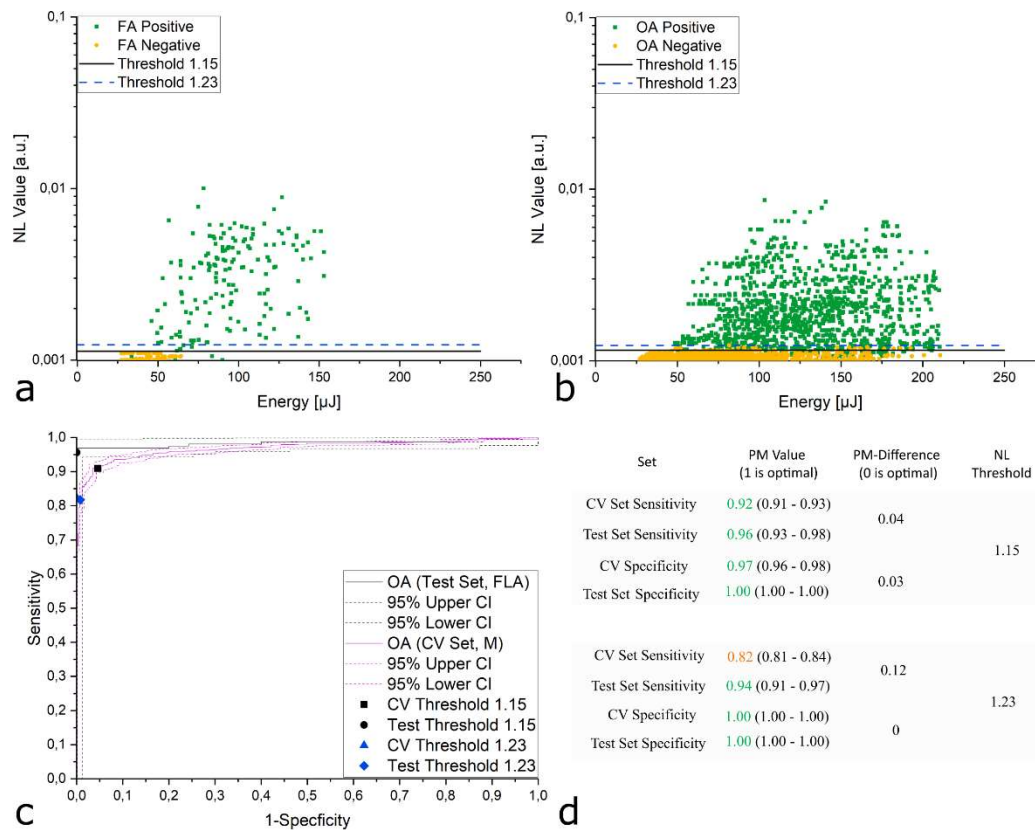 0,1
FA Positive
FA Negative
Threshold 1.15
Threshold 1.23
0,01
0,001
NL Value [a.u.]
0 50 100 150 200 250
Energy [µJ]
a
0,1
OA Positive
OA Negative
Threshold 1.15
Threshold 1.23
0,01
0,001
NL Value [a.u.]
0 50 100 150 200 250
Energy [µJ]
b
1,0
0,9
0,8
0,7
0,6
0,5
0,4
0,3
0,2
0,1
0,0
Sensitivity
OA (Test Set, FLA)
95% Upper CI
95% Lower CI
OA (CV Set, M)
95% Upper CI
95% Lower CI
CV Threshold 1.15
Test Threshold 1.15
CV Threshold 1.23
Test Threshold 1.23
0,0 0,1 0,2 0,3 0,4 0,5 0,6 0,7 0,8 0,9 1,0
1-Specificity
c
Set PM Value (1 is optimal) PM-Difference (0 is optimal) NL Threshold
CV Set Sensitivity 0.92 (0.91 - 0.93)
0.04
Test Set Sensitivity 0.96 (0.93 - 0.98)
1.15
CV Specificity 0.97 (0.96 - 0.98)
0.03
Test Set Specificity 1.00 (1.00 - 1.00)
CV Set Sensitivity 0.82 (0.81 - 0.84)
0.12
Test Set Sensitivity 0.94 (0.91 - 0.97)
1.23
CV Specificity 1.00 (1.00 - 1.00)
0
Test Set Specificity 1.00 (1.00 - 1.00)
d